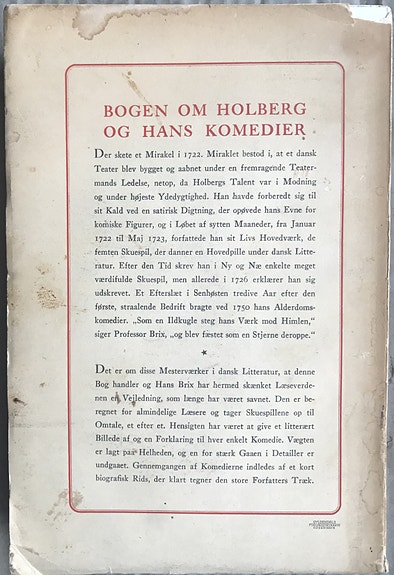 BOGEN OM HOLBERG
OG HANS KOMEDIER
Der skete et Mirakel i 1722. Miraklet bestod i, at et dansk
Teater blev bygget og aabnet under en fremragende Teater-
mands Ledelse, netop, da Holbergs Talent var i Modning
og under højeste Ydedygtighed. Han havde forberedt sig til
sit Kald ved en satirisk Digtning, der opøvede hans Evne for
komiske Figurer, og i Løbet af sytten Maaneder, fra Januar
1722 til Maj 1723, forfattede han sit Livs Hovedværk, de
femten Skuespil, der danner en Hovedpille under dansk Litte-
ratur. Efter den Tid skrev han i Ny og Næ enkelte meget
værdifulde Skuespil, men allerede i 1726 erklærer han sig
udskrevet. Et Efterslæt i Senhøsten tredive Aar efter den
første, straalende Bedrift bragte ved 1750 hans Alderdoms-
komedier. „Som en Ildkugle steg hans Værk mod Himlen,“
siger Professor Brix, „og blev fæstet som en Stjerne deroppe.“
★
Det er om disse Mesterværker i dansk Litteratur, at denne
Bog handler og Hans Brix har hermed skænket Læseverde-
nen en Vejledning, som længe har været savnet. Den er be-
regnet for almindelige Læsere og tager Skuespillene op til
Omtale, et efter et. Hensigten har været at give et litterært
Billede af og en Forklaring til hver enkelt Komedie. Vægten
er lagt paa Helheden, og en for stærk Gaaen i Detailler er
undgaaet. Gennemgangen af Komedierne indledes af et kort
biografisk Rids, der klart tegner den store Forfatters Træk.